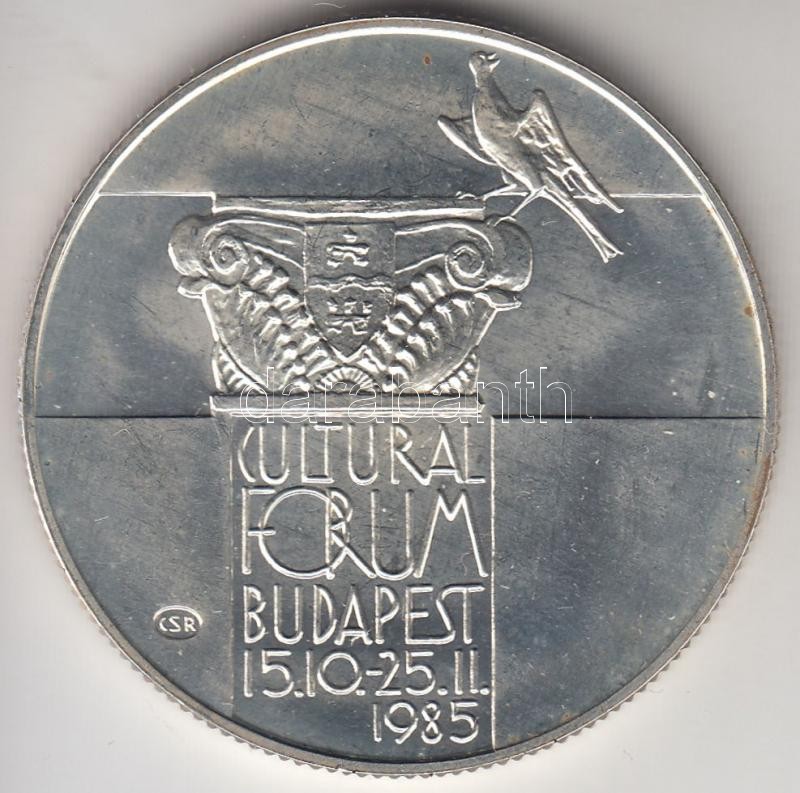 darabanth
CULTURAL
FORUM
BUDAPEST
CSR
15.10.-25.11.
1985